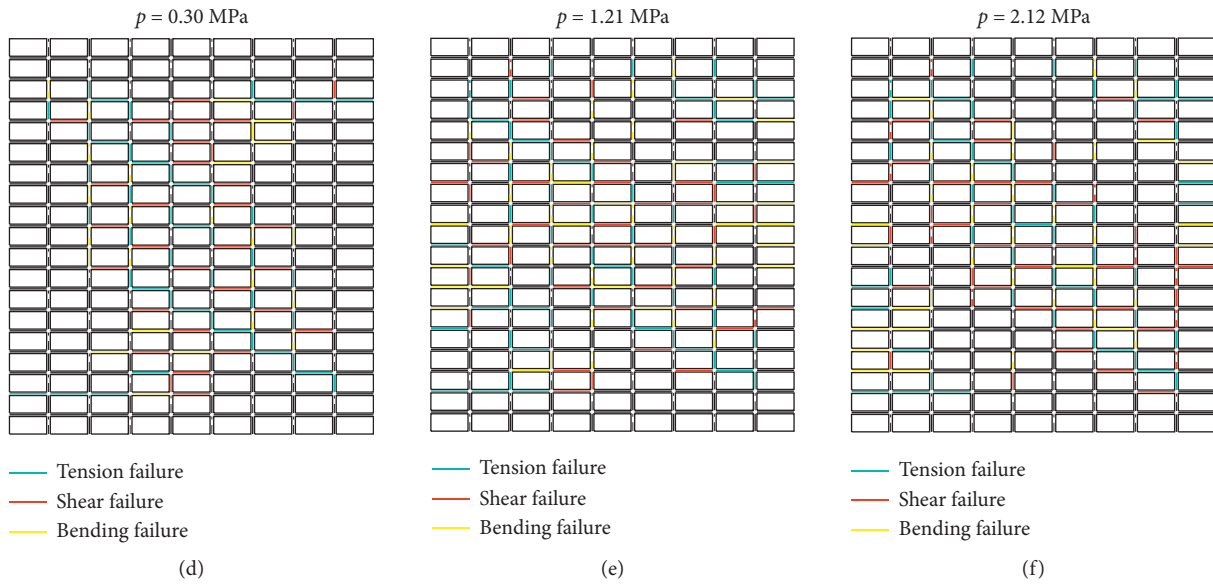 p = 0.30 MPa
p = 1.21 MPa
p = 2.12 MPa
Tension failure
Shear failure
Bending failure
(d)
Tension failure
Shear failure
Bending failure
(e)
Tension failure
Shear failure
Bending failure
(f)